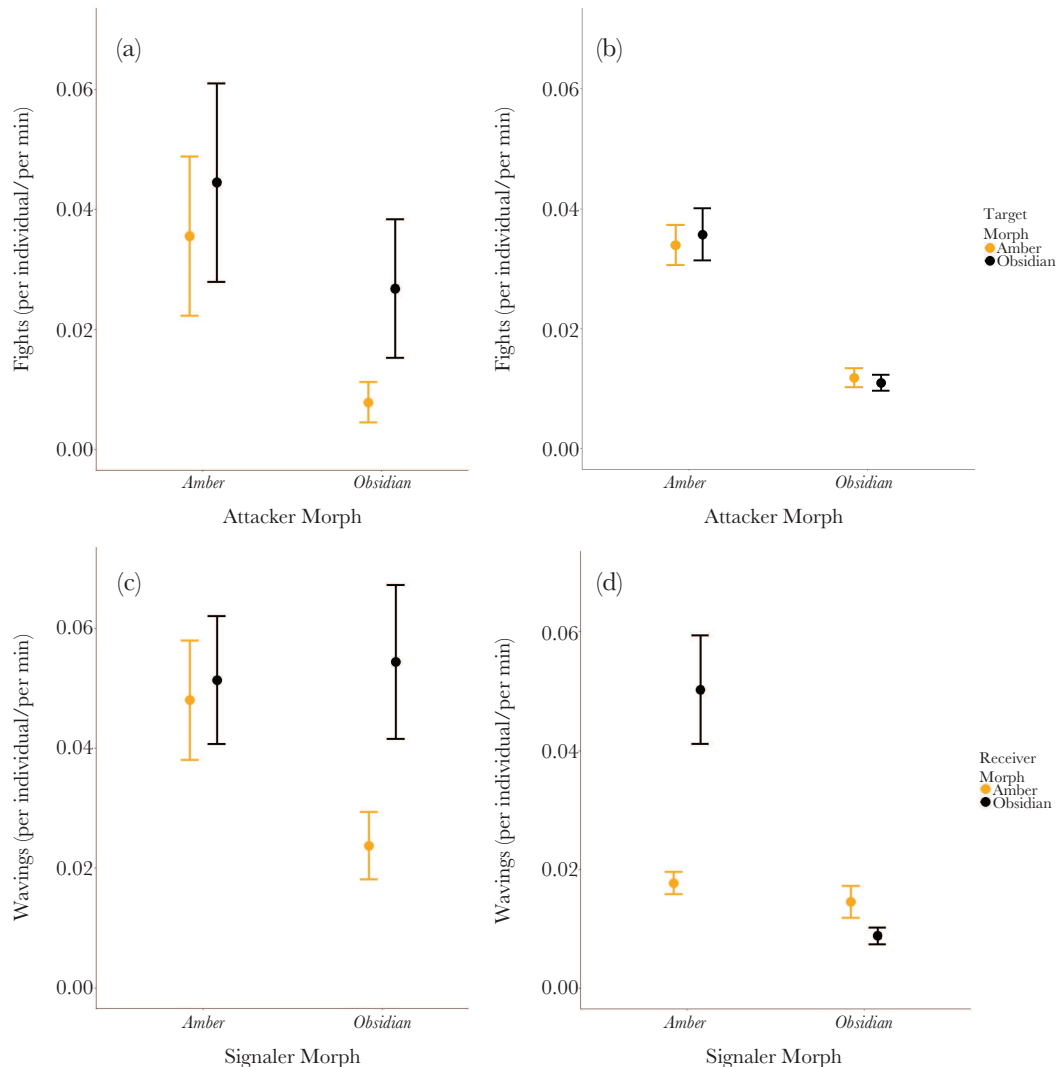 (a)
Fights (per individual/per min)
0.06
0.04
0.02
0.00
Amber
Obsidian
Attacker Morph
(b)
Fights (per individual/per min)
0.06
0.04
0.02
0.00
Amber
Obsidian
Attacker Morph
Target
Morph
Amber
Obsidian
(c)
Wavings (per individual/per min)
0.06
0.04
0.02
0.00
Amber
Obsidian
Signaler Morph
(d)
Wavings (per individual/per min)
0.06
0.04
0.02
0.00
Amber
Obsidian
Signaler Morph
Receiver
Morph
Amber
Obsidian